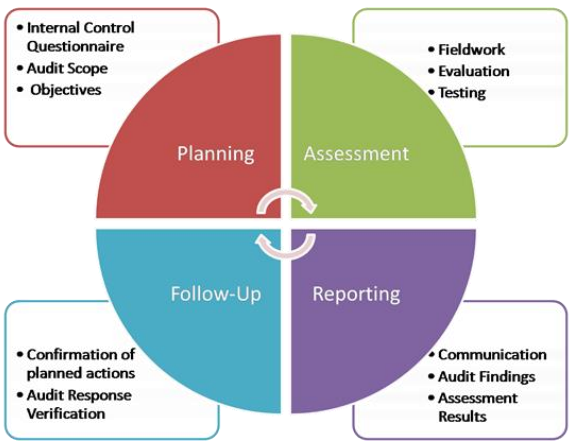 • Internal Control
Questionnaire
• Audit Scope
• Objectives
• Fieldwork
• Evaluation
• Testing
Planning
Assessment
Follow-Up
Reporting
• Confirmation of
planned actions
• Audit Response
Verification
• Communication
• Audit Findings
• Assessment
Results